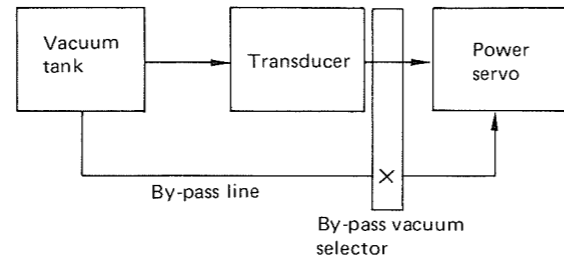 Vacuum
tank
Transducer
Power
servo
By-pass line
By-pass vacuum
selector